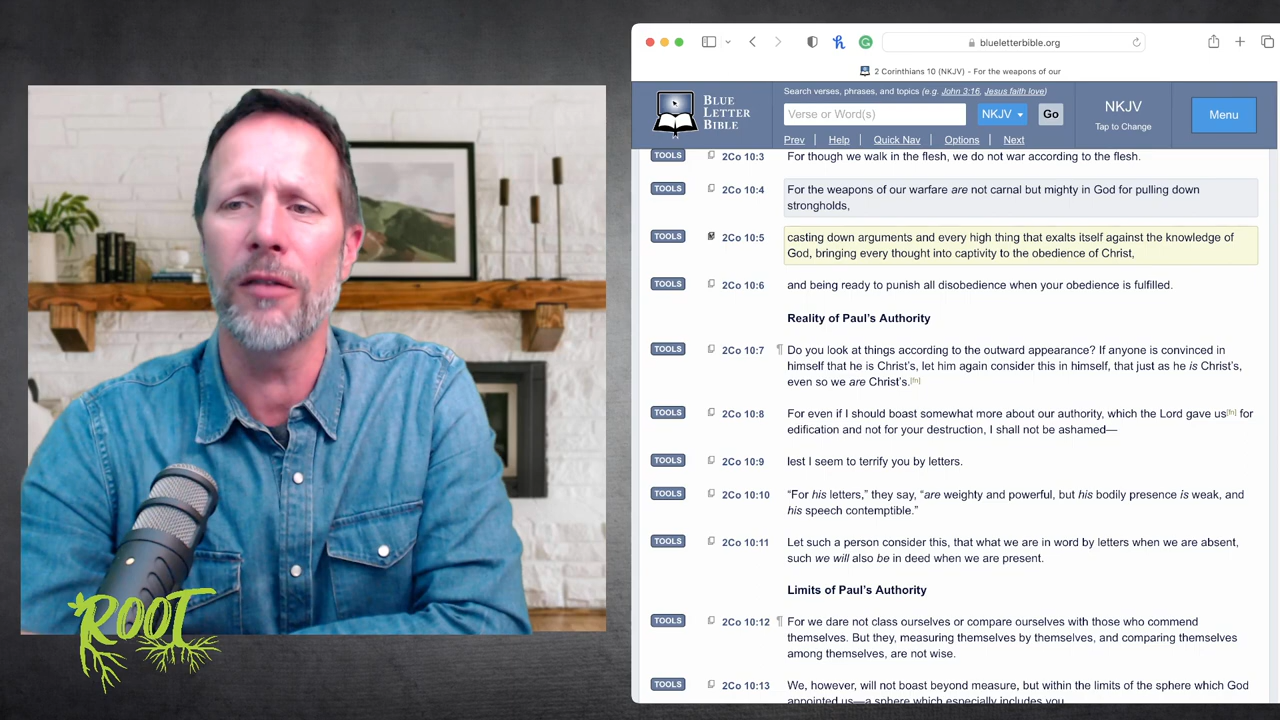 blueletterbible.org
2 Corinthians 10 (NKJV) - For the weapons of our
BLUE
LETTER
BIBLE
Search verses, phrases, and topics (e.g. John 3:16, Jesus faith love)
Verse or Word(s)
NKJV
Go
Prev | Help | Quick Nav | Options | Next
NKJV
Tap to Change
Menu
TOOLS 2Co 10:3 For though we walk in the flesh, we do not war according to the flesh.
TOOLS 2Co 10:4 For the weapons of our warfare are not carnal but mighty in God for pulling down
strongholds,
TOOLS 2Co 10:5 casting down arguments and every high thing that exalts itself against the knowledge of
God, bringing every thought into captivity to the obedience of Christ,
TOOLS 2Co 10:6 and being ready to punish all disobedience when your obedience is fulfilled.
Reality of Paul's Authority
TOOLS 2Co 10:7 ¶ Do you look at things according to the outward appearance? If anyone is convinced in
himself that he is Christ's, let him again consider this in himself, that just as he is Christ's,
even so we are Christ's.[fn]
TOOLS 2Co 10:8 For even if I should boast somewhat more about our authority, which the Lord gave us[fn] for
edification and not for your destruction, I shall not be ashamed—
TOOLS 2Co 10:9 lest I seem to terrify you by letters.
TOOLS 2Co 10:10 “For his letters,” they say, “are weighty and powerful, but his bodily presence is weak, and
his speech contemptible.”
TOOLS 2Co 10:11 Let such a person consider this, that what we are in word by letters when we are absent,
such we will also be in deed when we are present.
Limits of Paul's Authority
TOOLS 2Co 10:12 ¶ For we dare not class ourselves or compare ourselves with those who commend
themselves. But they, measuring themselves by themselves, and comparing themselves
among themselves, are not wise.
TOOLS 2Co 10:13 We, however, will not boast beyond measure, but within the limits of the sphere which God
appointed us—a sphere which especially includes you.
ROOT